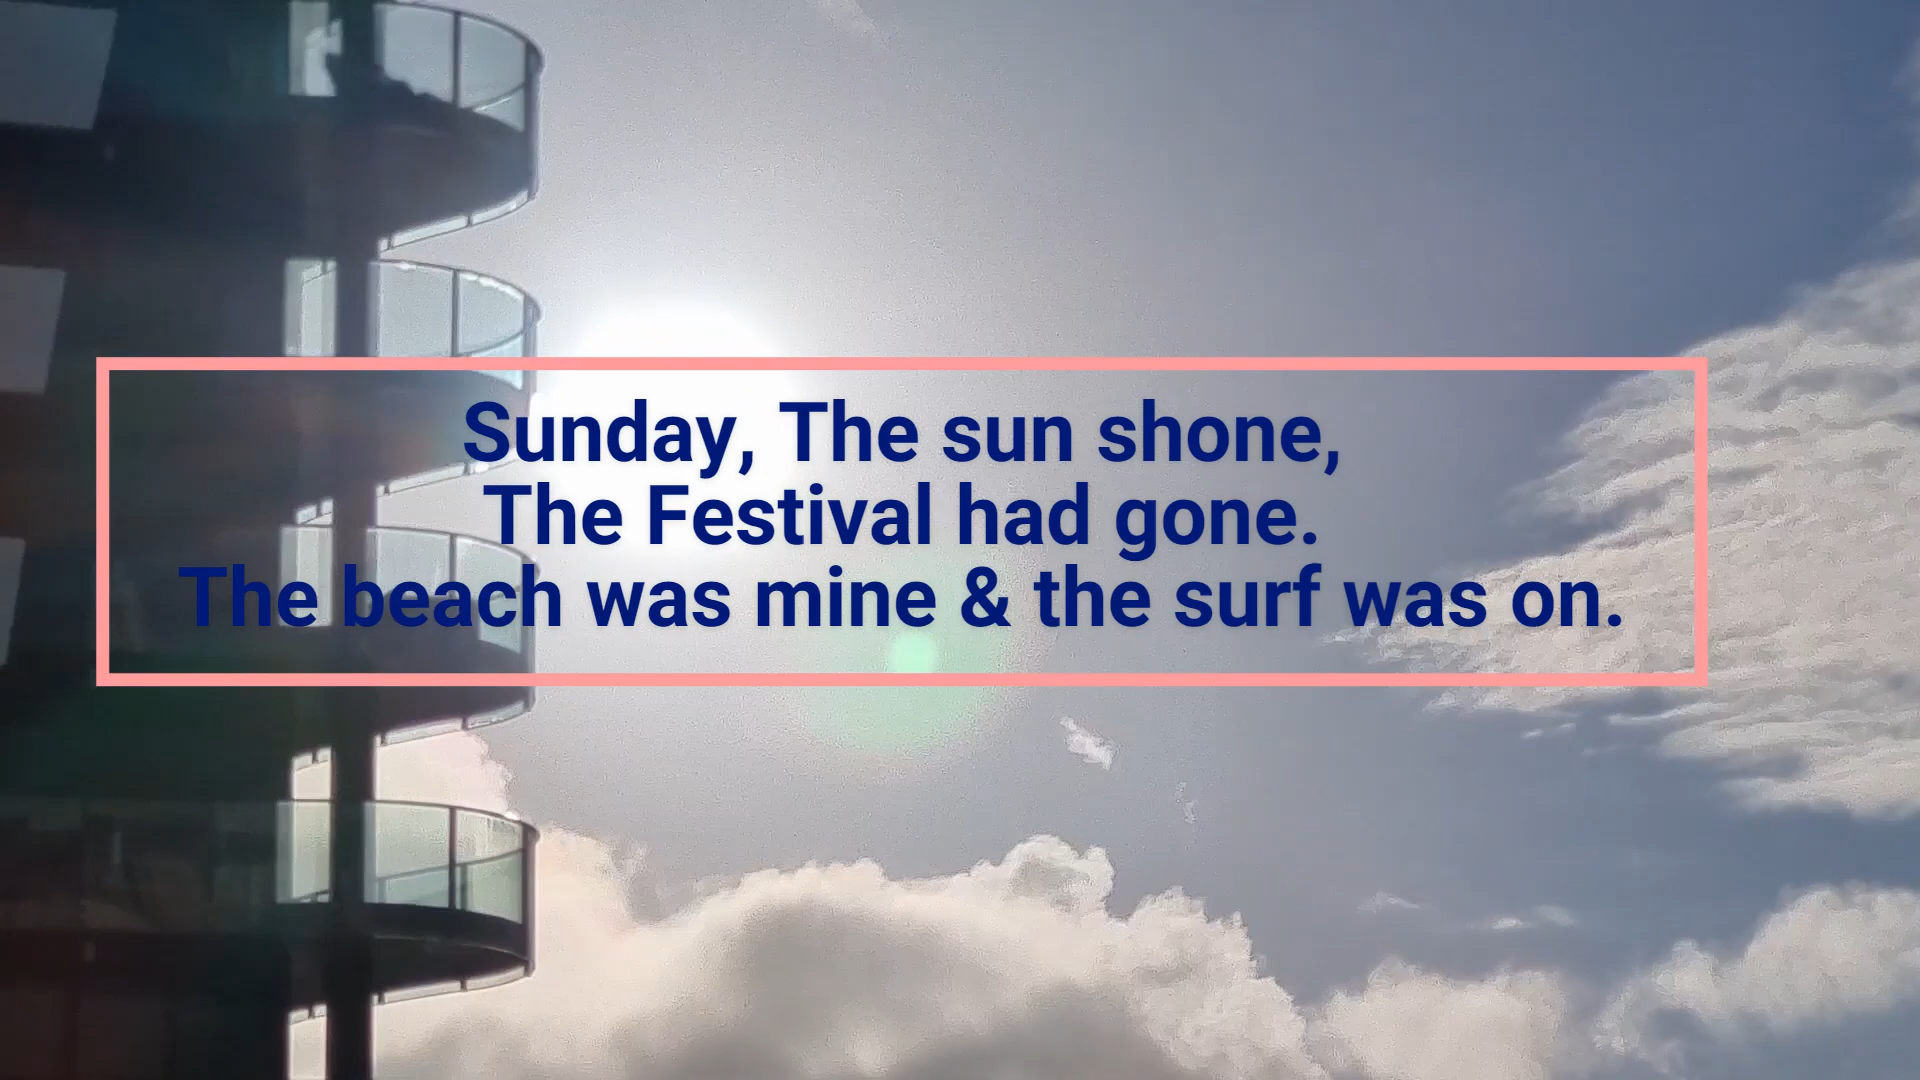 Sunday, The sun shone,
The Festival had gone.
The beach was mine & the surf was on.